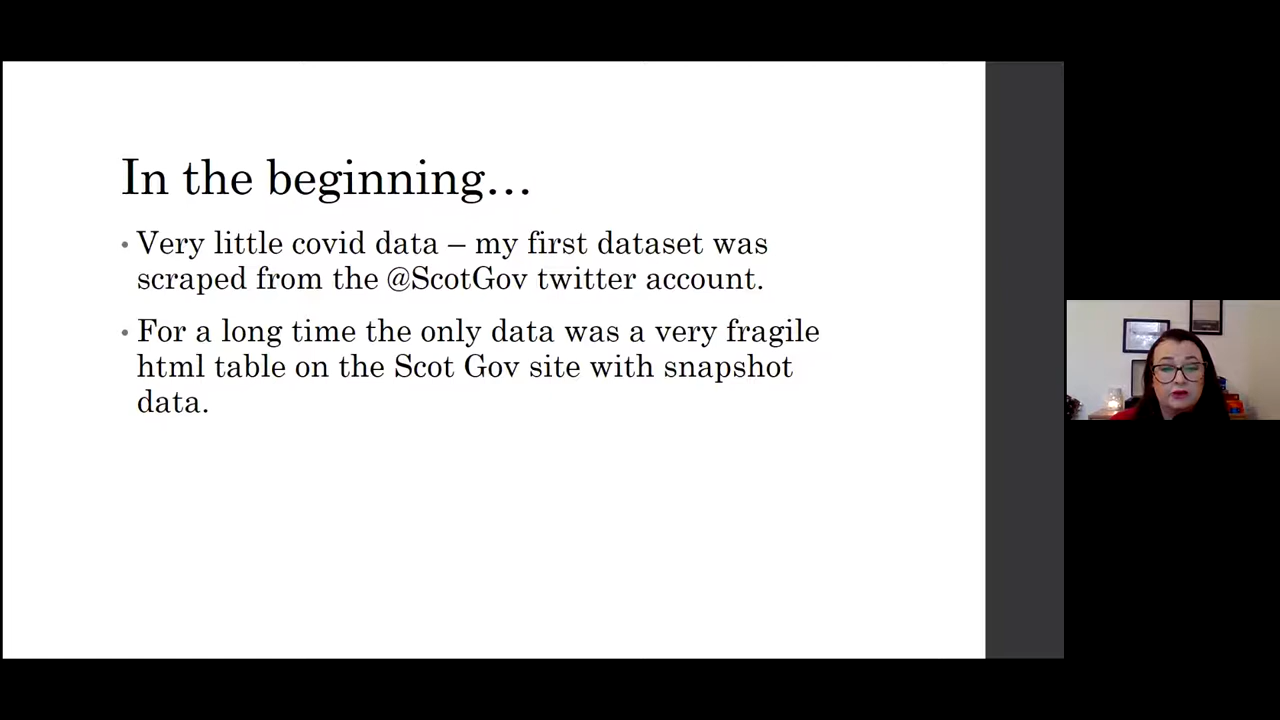 In the beginning…
• Very little covid data – my first dataset was
scraped from the @ScotGov twitter account.
• For a long time the only data was a very fragile
html table on the Scot Gov site with snapshot
data.